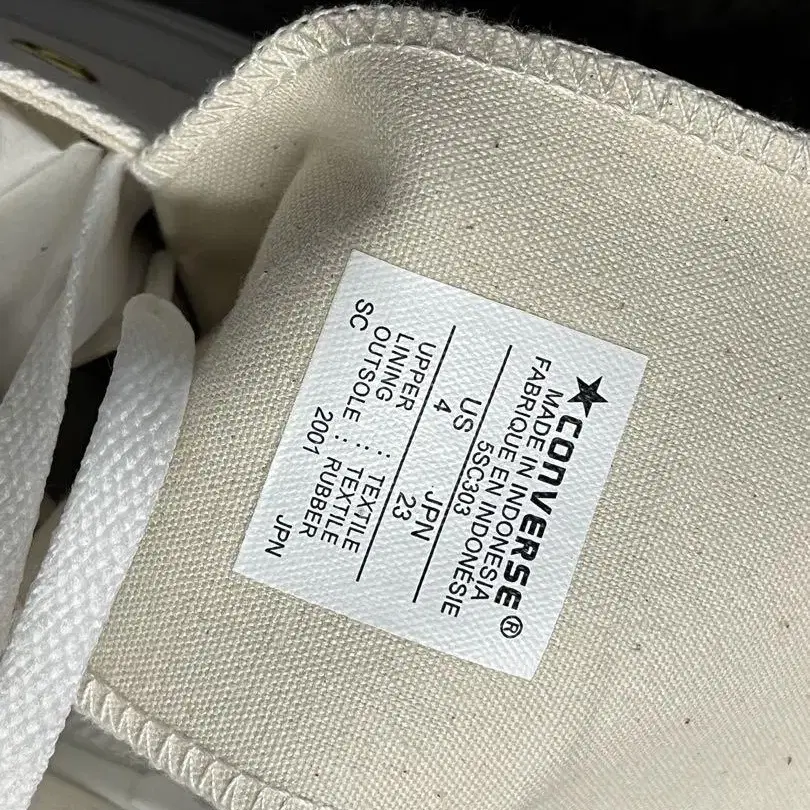 ★CONVERSE®
MADE IN INDONESIA
FABRIQUE EN INDONÉSIE
5SC303
US JPN
4 23
UPPER : TEXTILE
LINING : TEXTILE
OUTSOLE : RUBBER
SC 2001 JPN